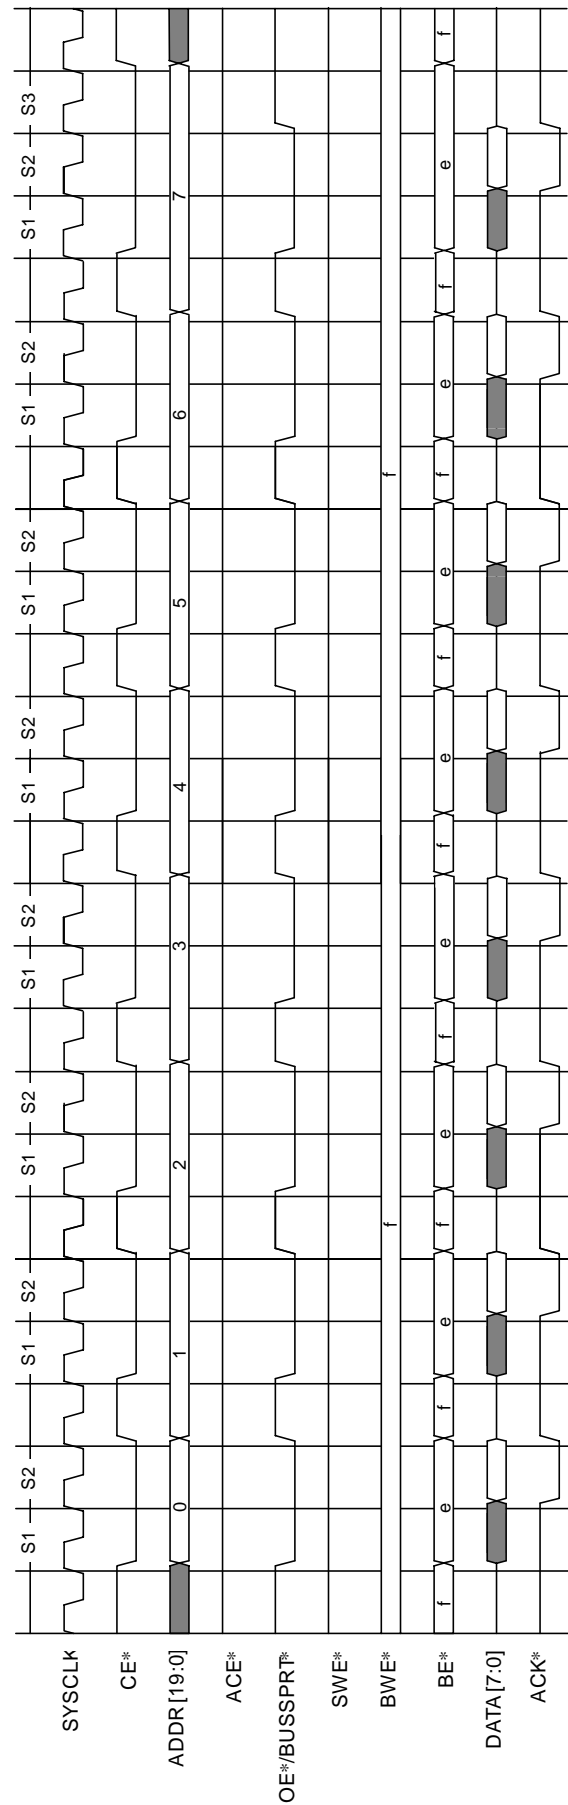 S1 S2 S1 S2 S1 S2 S1 S2 S1 S2 S1 S2 S1 S2 S1 S2 S3
SYSCLK
CE*
ADDR [19:0] 0 1 2 3 4 5 6 7
ACE*
OE*/BUSSPRT*
SWE*
BWE* f f
BE* f e f e f e f e f e f e f e f e f
DATA [7:0]
ACK*